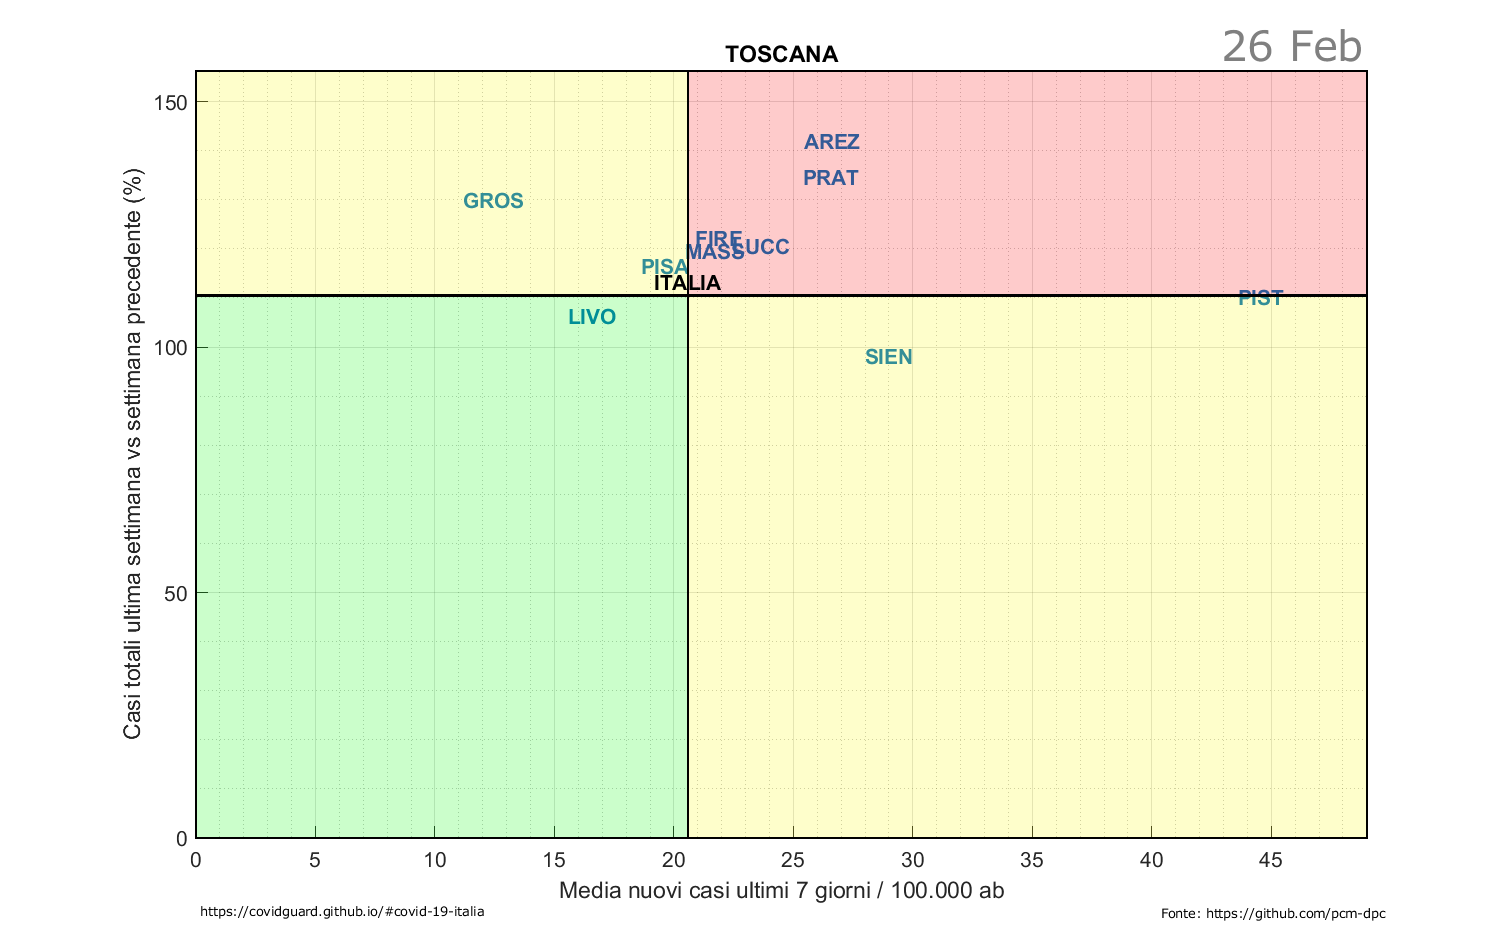 26 Feb
TOSCANA
150
AREZ
PRAT
GROS
FIRE
MASS
LUCC
PISA
ITALIA
PIST
LIVO
100
SIEN
50
0
Casi totali ultima settimana vs settimana precedente (%)
0 5 10 15 20 25 30 35 40 45
Media nuovi casi ultimi 7 giorni / 100.000 ab
https://covidguard.github.io/#covid-19-italia
Fonte: https://github.com/pcm-dpc